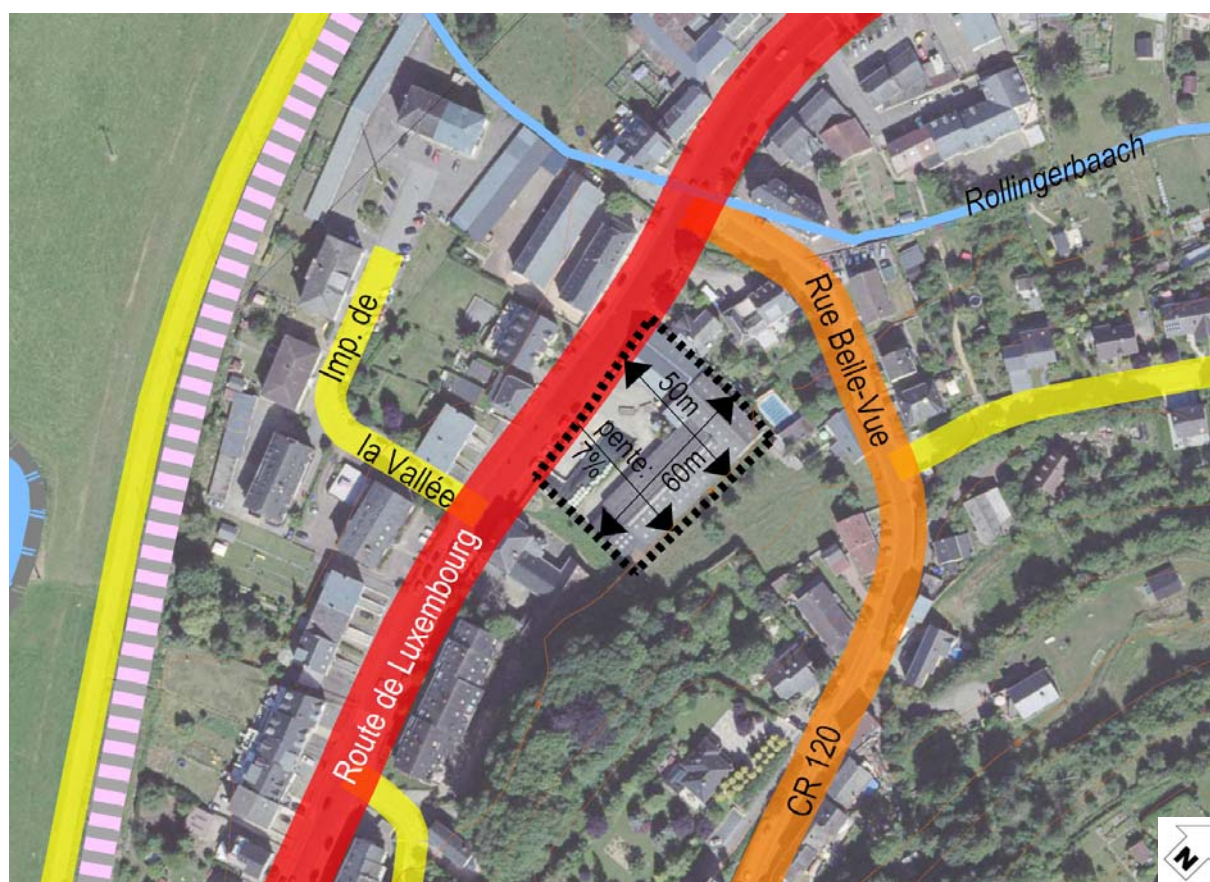 Rollingerbaach
Rue Belle-Vue
Imp. de
la Vallée
50m
pente:
7%
60m
Route de Luxembourg
CR 120
N